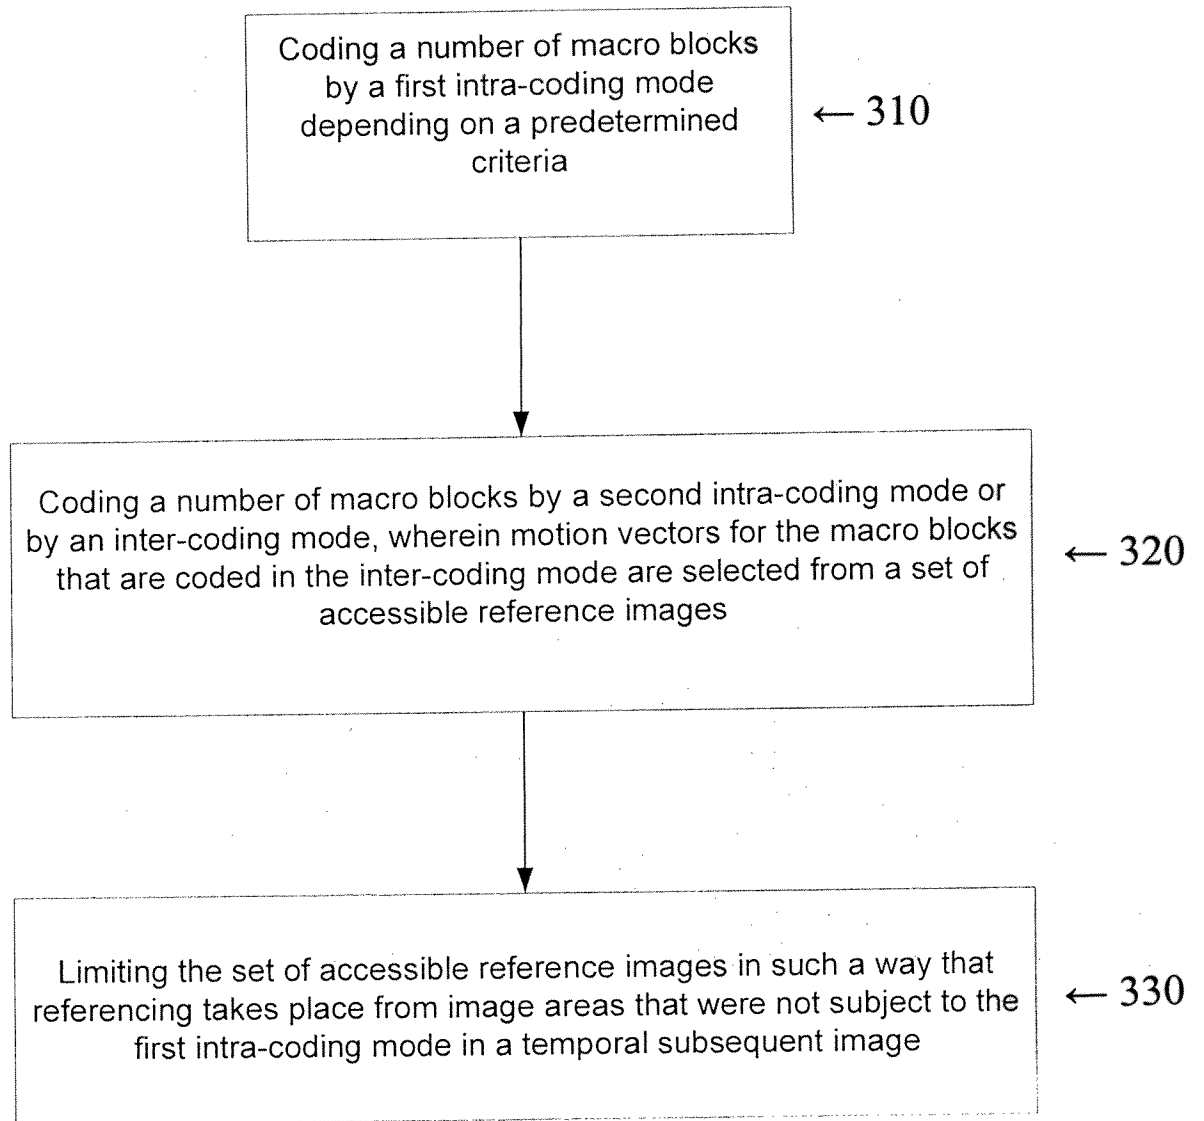 Coding a number of macro blocks
by a first intra-coding mode
depending on a predetermined
criteria
← 310
Coding a number of macro blocks by a second intra-coding mode or
by an inter-coding mode, wherein motion vectors for the macro blocks
that are coded in the inter-coding mode are selected from a set of
accessible reference images
← 320
Limiting the set of accessible reference images in such a way that
referencing takes place from image areas that were not subject to the
first intra-coding mode in a temporal subsequent image
← 330